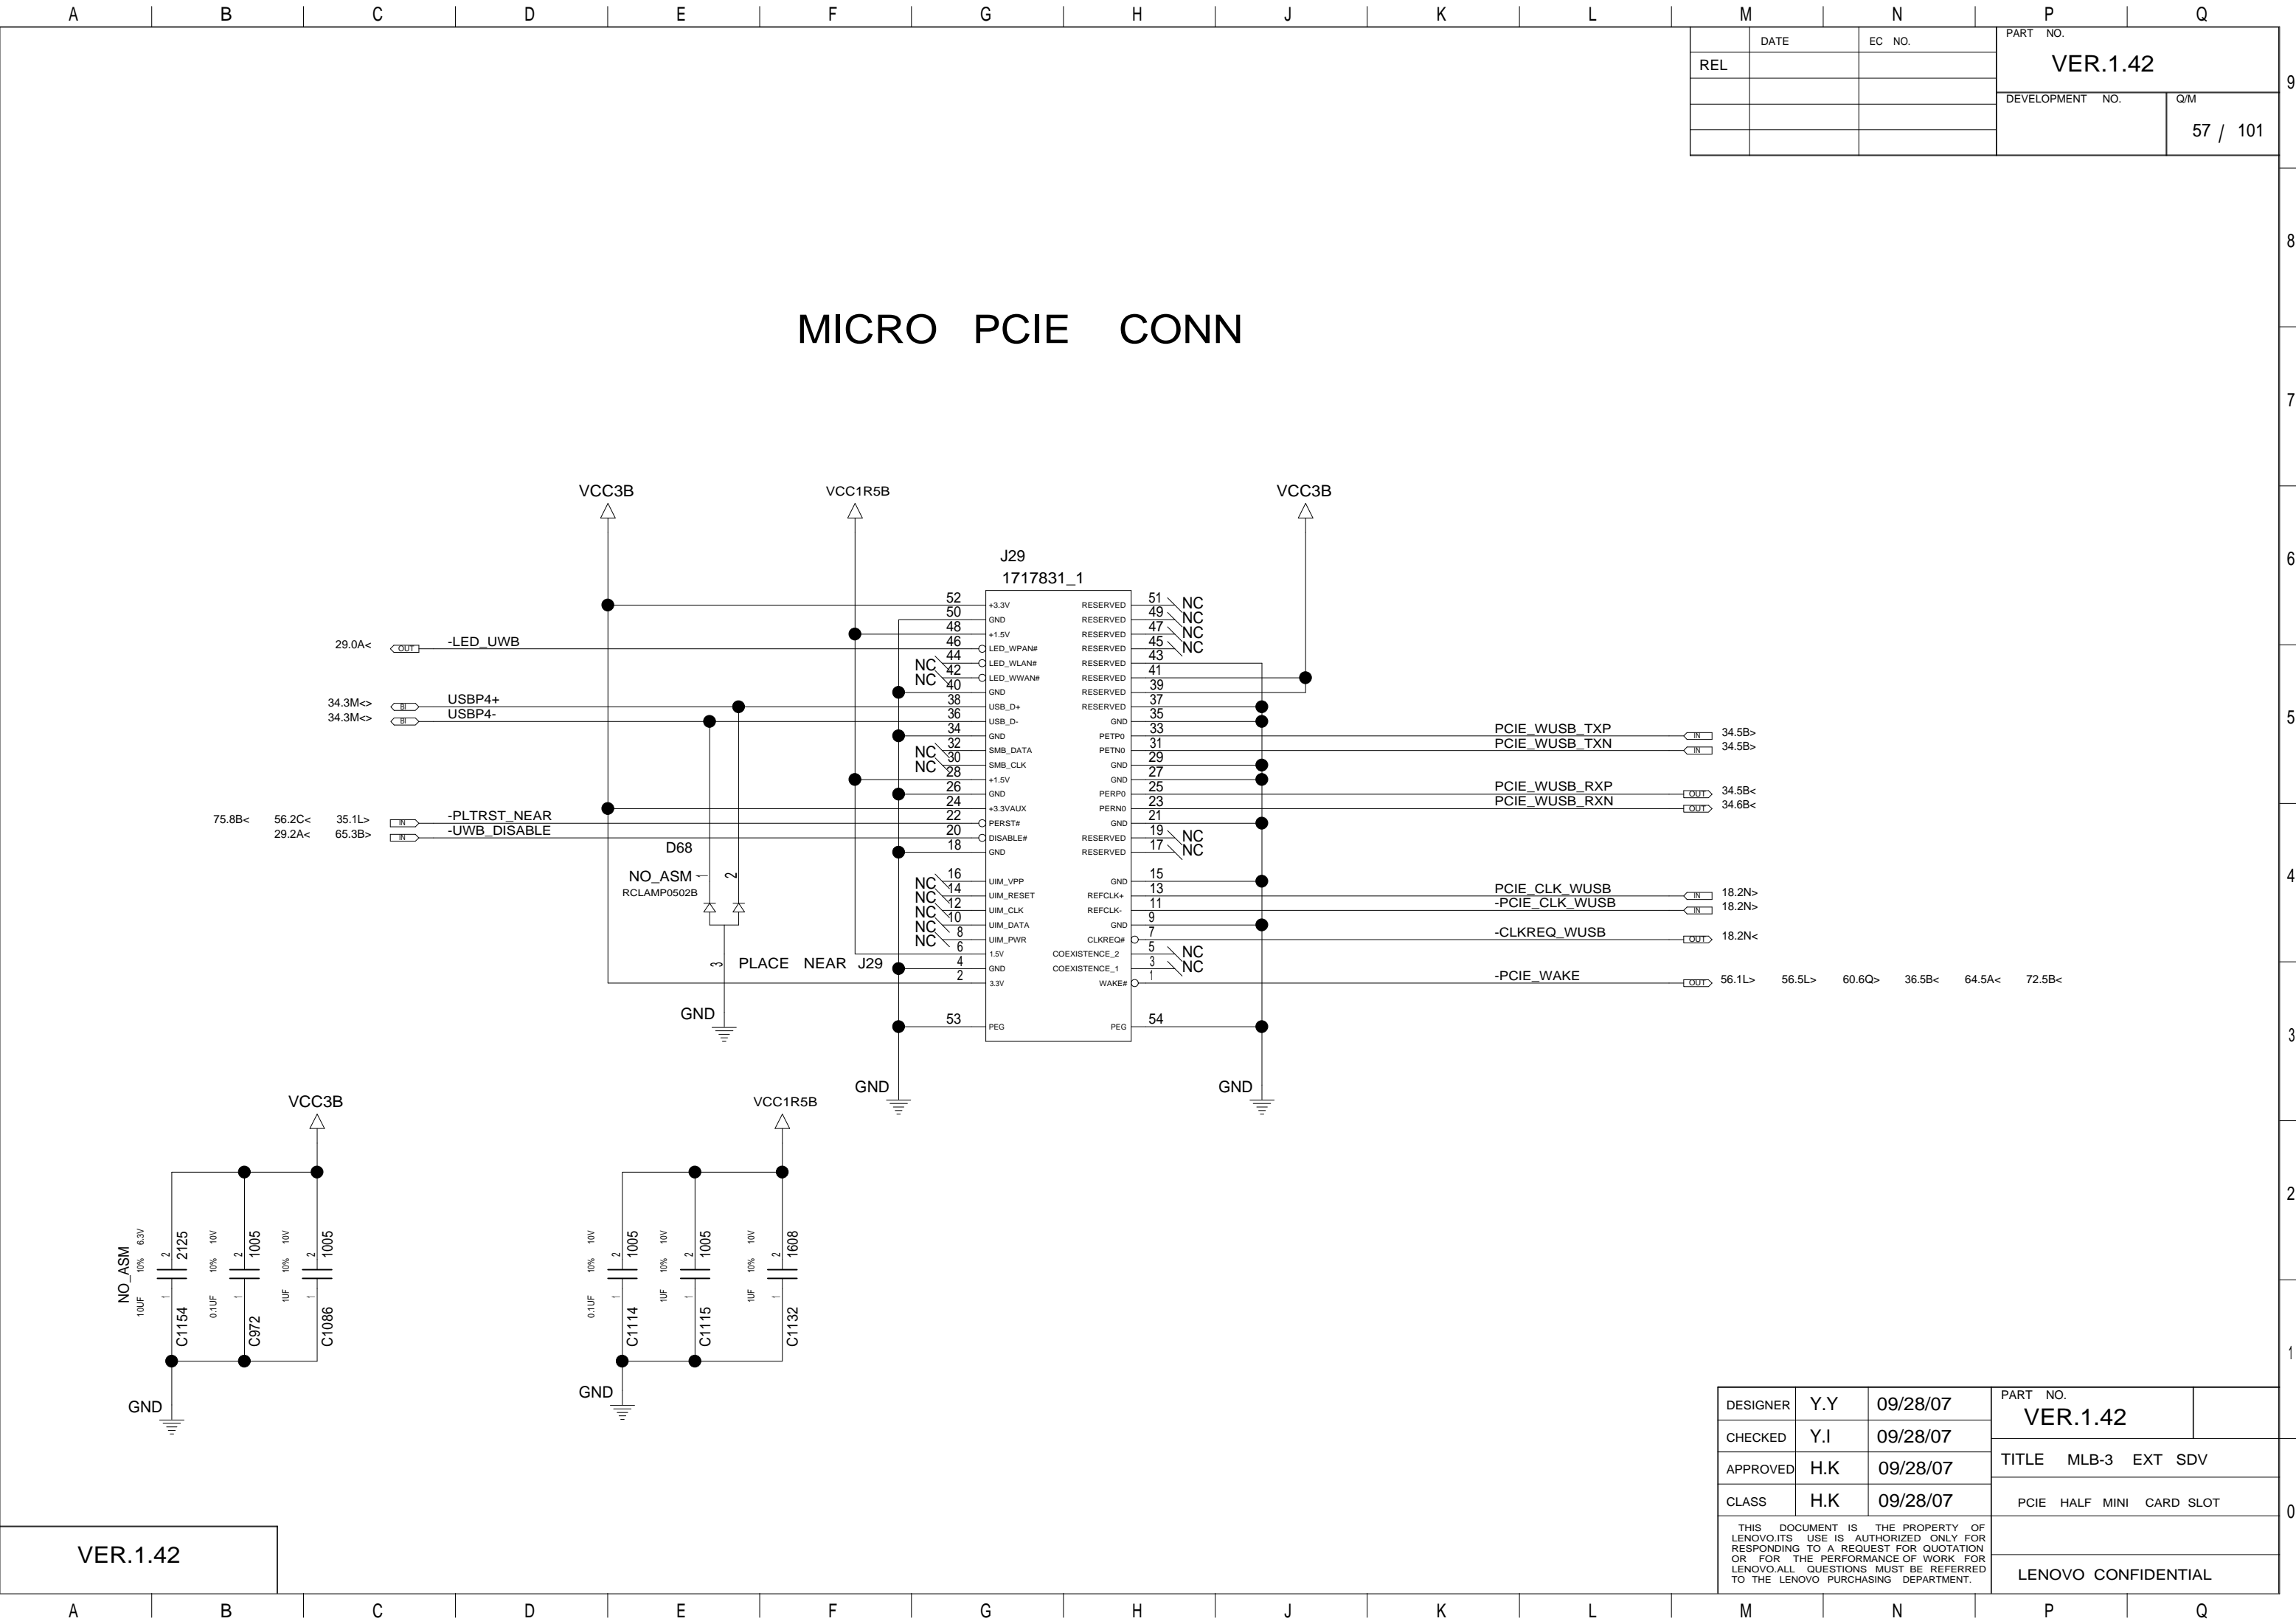 A B C D E F G H J K L M N P Q
DATE EC NO. PART NO.
REL VER.1.42
DEVELOPMENT NO. Q/M
57 / 101
9
8
7
6
5
4
3
2
1
0
MICRO PCIE CONN
VCC3B VCC1R5B VCC3B
J29
1717831_1
52 +3.3V RESERVED 51 NC
50 GND RESERVED 49 NC
48 +1.5V RESERVED 47 NC
29.0A< OUT -LED_UWB 46 LED_WPAN# RESERVED 45 NC
NC 44 LED_WLAN# RESERVED 43
NC 42 LED_WWAN# RESERVED 41
40 GND RESERVED 39
34.3M<> BI USBP4+ 38 USB_D+ RESERVED 37
34.3M<> BI USBP4- 36 USB_D- GND 35
34 GND PETP0 33 PCIE_WUSB_TXP IN 34.5B>
NC 32 SMB_DATA PETN0 31 PCIE_WUSB_TXN IN 34.5B>
NC 30 SMB_CLK GND 29
28 +1.5V GND 27
26 GND PERP0 25 PCIE_WUSB_RXP OUT 34.5B<
24 +3.3VAUX PERN0 23 PCIE_WUSB_RXN OUT 34.6B<
75.8B< 56.2C< 35.1L> IN -PLTRST_NEAR 22 PERST# GND 21
29.2A< 65.3B> IN -UWB_DISABLE 20 DISABLE# RESERVED 19 NC
18 GND RESERVED 17 NC
D68
NO_ASM 1 2
RCLAMP0502B
NC 16 UIM_VPP GND 15
NC 14 UIM_RESET REFCLK+ 13 PCIE_CLK_WUSB IN 18.2N>
NC 12 UIM_CLK REFCLK- 11 -PCIE_CLK_WUSB IN 18.2N>
NC 10 UIM_DATA GND 9
NC 8 UIM_PWR CLKREQ# 7 -CLKREQ_WUSB OUT 18.2N<
6 1.5V COEXISTENCE_2 5 NC
3 PLACE NEAR J29 4 GND COEXISTENCE_1 3 NC
2 3.3V WAKE# 1 -PCIE_WAKE OUT 56.1L> 56.5L> 60.6Q> 36.5B< 64.5A< 72.5B<
GND 53 PEG PEG 54
GND GND
VCC3B VCC1R5B
NO_ASM 10UF 10% 6.3V 1 2 C1154 2125
0.1UF 10% 10V 1 2 C972 1005
1UF 10% 10V 1 2 C1086 1005
0.1UF 10% 10V 1 2 C1114 1005
1UF 10% 10V 1 2 C1115 1005
1UF 10% 10V 1 2 C1132 1608
GND GND
DESIGNER Y.Y 09/28/07
CHECKED Y.I 09/28/07
APPROVED H.K 09/28/07
CLASS H.K 09/28/07
THIS DOCUMENT IS THE PROPERTY OF
LENOVO.ITS USE IS AUTHORIZED ONLY FOR
RESPONDING TO A REQUEST FOR QUOTATION
OR FOR THE PERFORMANCE OF WORK FOR
LENOVO.ALL QUESTIONS MUST BE REFERRED
TO THE LENOVO PURCHASING DEPARTMENT.
PART NO.
VER.1.42
TITLE MLB-3 EXT SDV
PCIE HALF MINI CARD SLOT
LENOVO CONFIDENTIAL
VER.1.42
A B C D E F G H J K L M N P Q